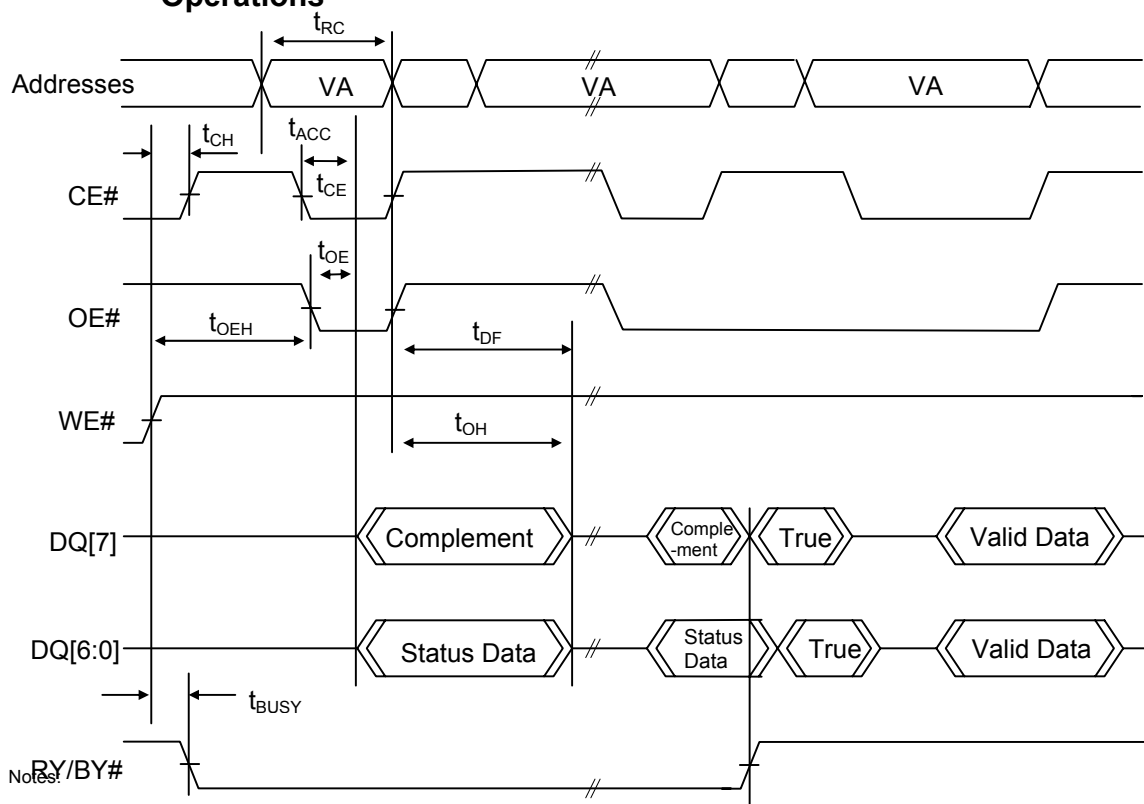 Operations
tRC
Addresses VA VA VA
tCH tACC
CE# tCE
tOE
OE#
tOEH tDF
WE# tOH
DQ[7] Complement Comple
-ment True Valid Data
DQ[6:0] Status Data Status
Data True Valid Data
tBUSY
RY/BY#
Notes: